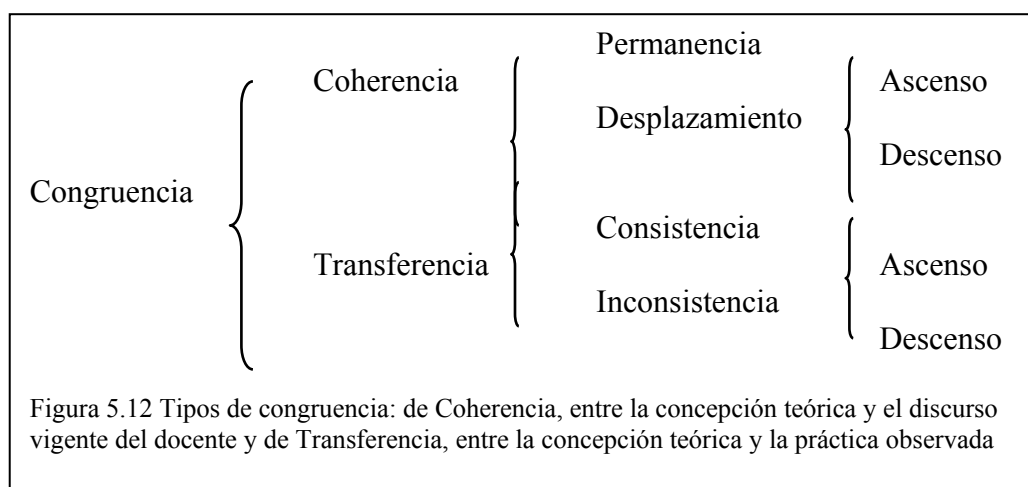 Permanencia
Coherencia
Ascenso
Desplazamiento
Descenso
Congruencia
Consistencia
Transferencia
Ascenso
Inconsistencia
Descenso
Figura 5.12 Tipos de congruencia: de Coherencia, entre la concepción teórica y el discurso
vigente del docente y de Transferencia, entre la concepción teórica y la práctica observada